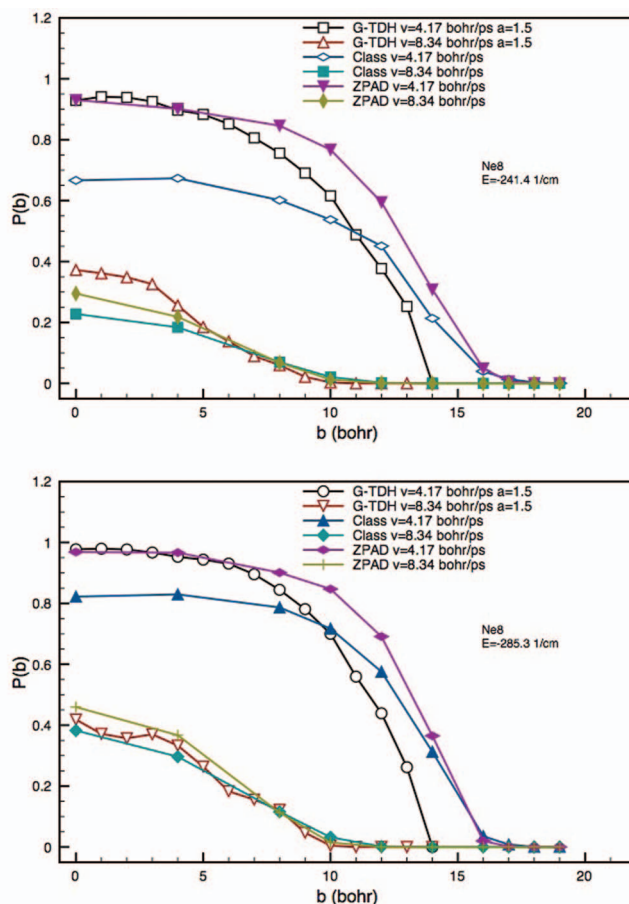 1.2
1
0.8
0.6
0.4
0.2
0
P(b)
G-TDH v=4.17 bohr/ps a=1.5
G-TDH v=8.34 bohr/ps a=1.5
Class v=4.17 bohr/ps
Class v=8.34 bohr/ps
ZPAD v=4.17 bohr/ps
ZPAD v=8.34 bohr/ps
Ne8
E=-241.4 1/cm
0 5 10 15 20
b (bohr)
1.2
1
0.8
0.6
0.4
0.2
0
P(b)
G-TDH v=4.17 bohr/ps a=1.5
G-TDH v=8.34 bohr/ps a=1.5
Class v=4.17 bohr/ps
Class v=8.34 bohr/ps
ZPAD v=4.17 bohr/ps
ZPAD v=8.34 bohr/ps
Ne8
E=-285.3 1/cm
0 5 10 15 20
b (bohr)